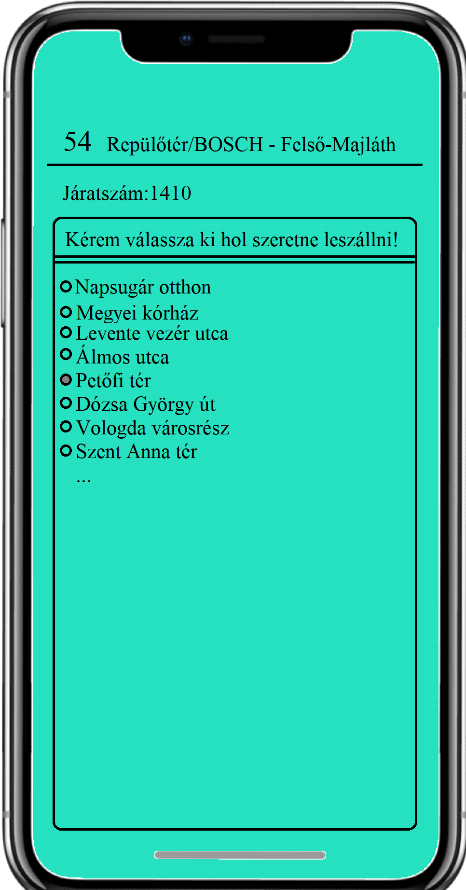 54 Repülőtér/BOSCH - Felső-Majláth
Járatszám:1410
Kérem válassza ki hol szeretne leszállni!
Napsugár otthon
Megyei kórház
Levente vezér utca
Álmos utca
Petőfi tér
Dózsa György út
Vologda városrész
Szent Anna tér
...